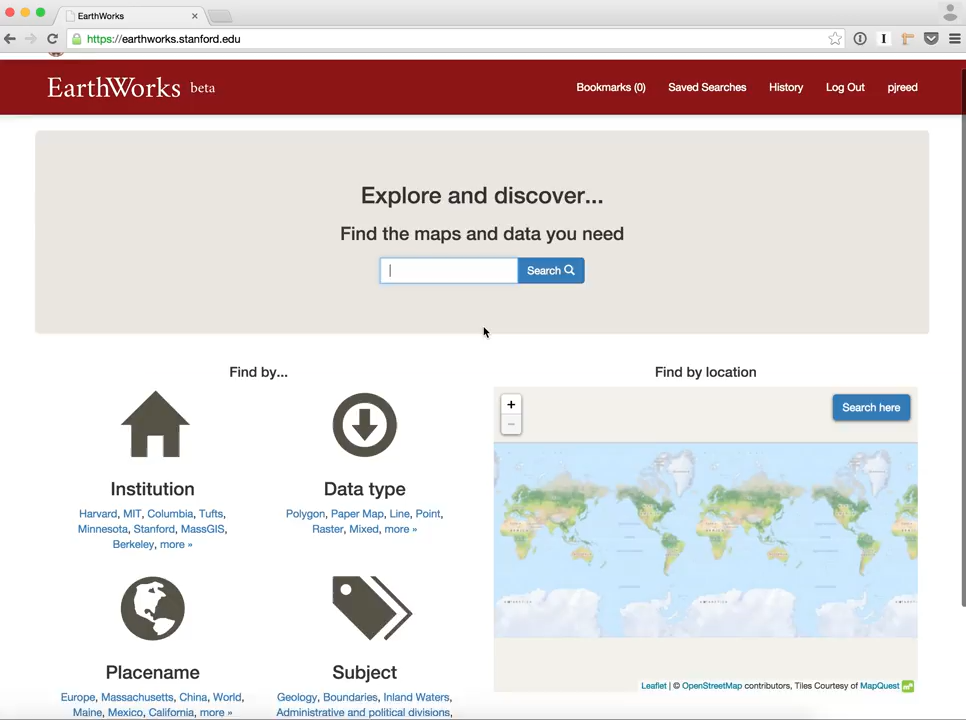 EarthWorks
https://earthworks.stanford.edu
EarthWorks beta
Bookmarks (0) Saved Searches History Log Out pjreed
Explore and discover...
Find the maps and data you need
Search
Find by...
Find by location
+
Search here
−
Institution
Harvard, MIT, Columbia, Tufts,
Minnesota, Stanford, MassGIS,
Berkeley, more »
Data type
Polygon, Paper Map, Line, Point,
Raster, Mixed, more »
Placename
Europe, Massachusetts, China, World,
Maine, Mexico, California, more »
Subject
Geology, Boundaries, Inland Waters,
Administrative and political divisions,
Leaflet | © OpenStreetMap contributors, Tiles Courtesy of MapQuest